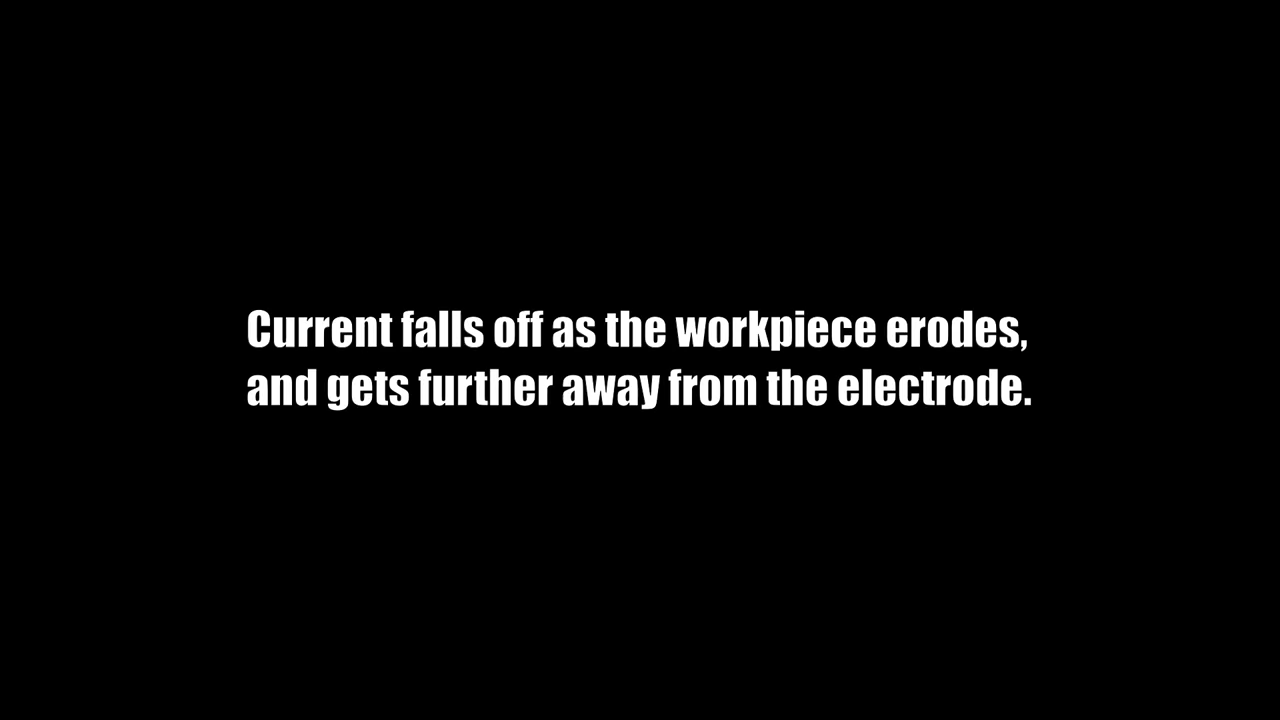 Current falls off as the workpiece erodes,
and gets further away from the electrode.